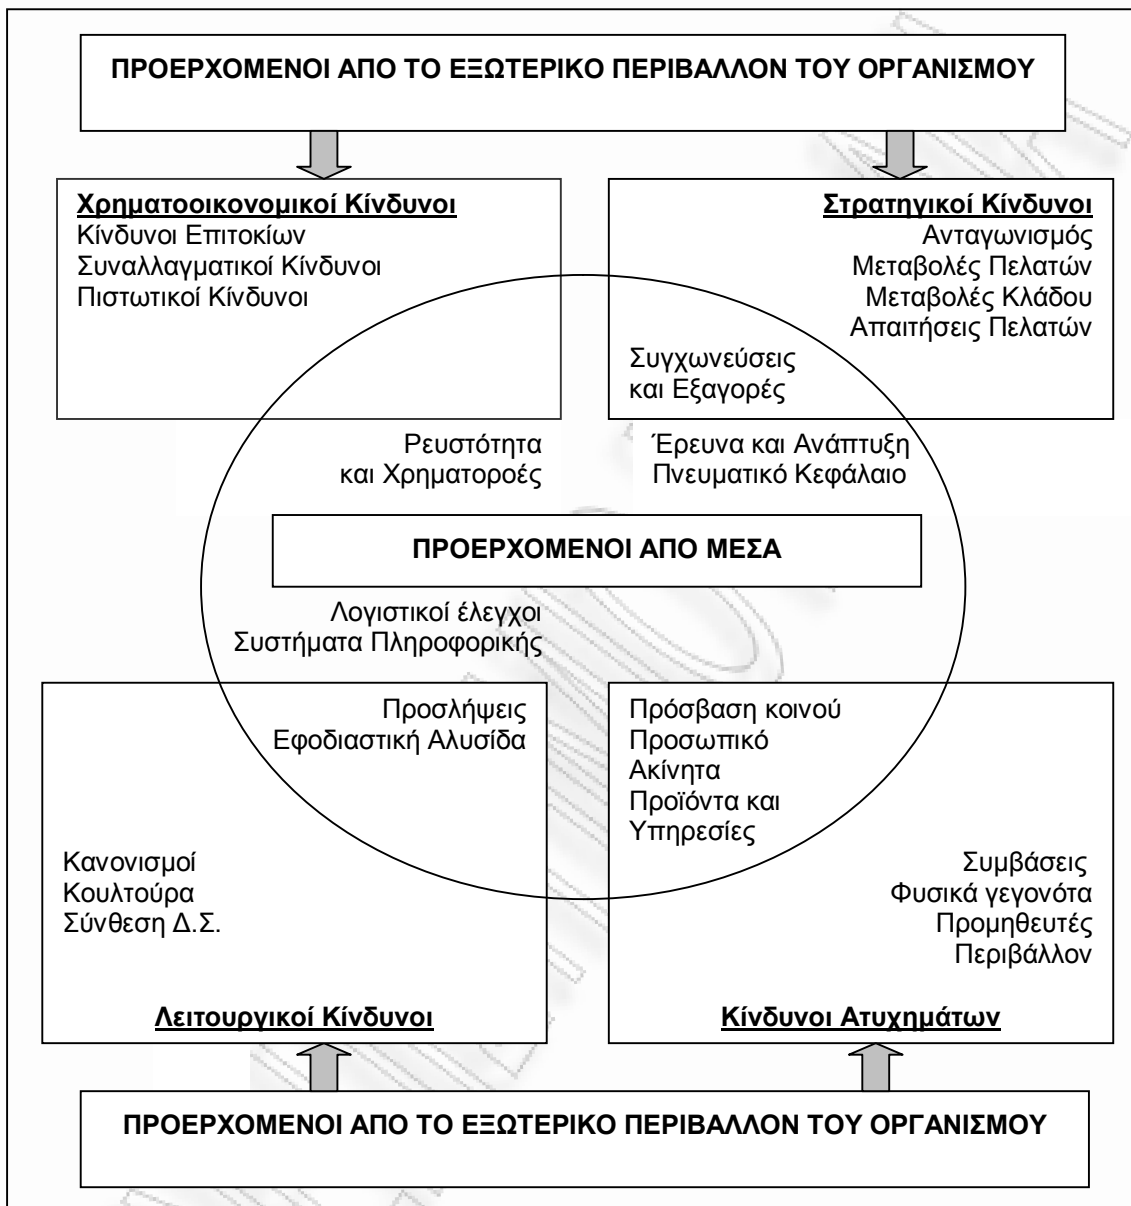 ΠΡΟΕΡΧΟΜΕΝΟΙ ΑΠΟ ΤΟ ΕΞΩΤΕΡΙΚΟ ΠΕΡΙΒΑΛΛΟΝ ΤΟΥ ΟΡΓΑΝΙΣΜΟΥ
Χρηματοοικονομικοί Κίνδυνοι
Κίνδυνοι Επιτοκίων
Συναλλαγματικοί Κίνδυνοι
Πιστωτικοί Κίνδυνοι
Στρατηγικοί Κίνδυνοι
Ανταγωνισμός
Μεταβολές Πελατών
Μεταβολές Κλάδου
Απαιτήσεις Πελατών
Συγχωνεύσεις
και Εξαγορές
Ρευστότητα
και Χρηματοροές
Έρευνα και Ανάπτυξη
Πνευματικό Κεφάλαιο
ΠΡΟΕΡΧΟΜΕΝΟΙ ΑΠΟ ΜΕΣΑ
Λογιστικοί έλεγχοι
Συστήματα Πληροφορικής
Προσλήψεις
Εφοδιαστική Αλυσίδα
Κανονισμοί
Κουλτούρα
Σύνθεση Δ.Σ.
Λειτουργικοί Κίνδυνοι
Πρόσβαση κοινού
Προσωπικό
Ακίνητα
Προϊόντα και
Υπηρεσίες
Συμβάσεις
Φυσικά γεγονότα
Προμηθευτές
Περιβάλλον
Κίνδυνοι Ατυχημάτων
ΠΡΟΕΡΧΟΜΕΝΟΙ ΑΠΟ ΤΟ ΕΞΩΤΕΡΙΚΟ ΠΕΡΙΒΑΛΛΟΝ ΤΟΥ ΟΡΓΑΝΙΣΜΟΥ